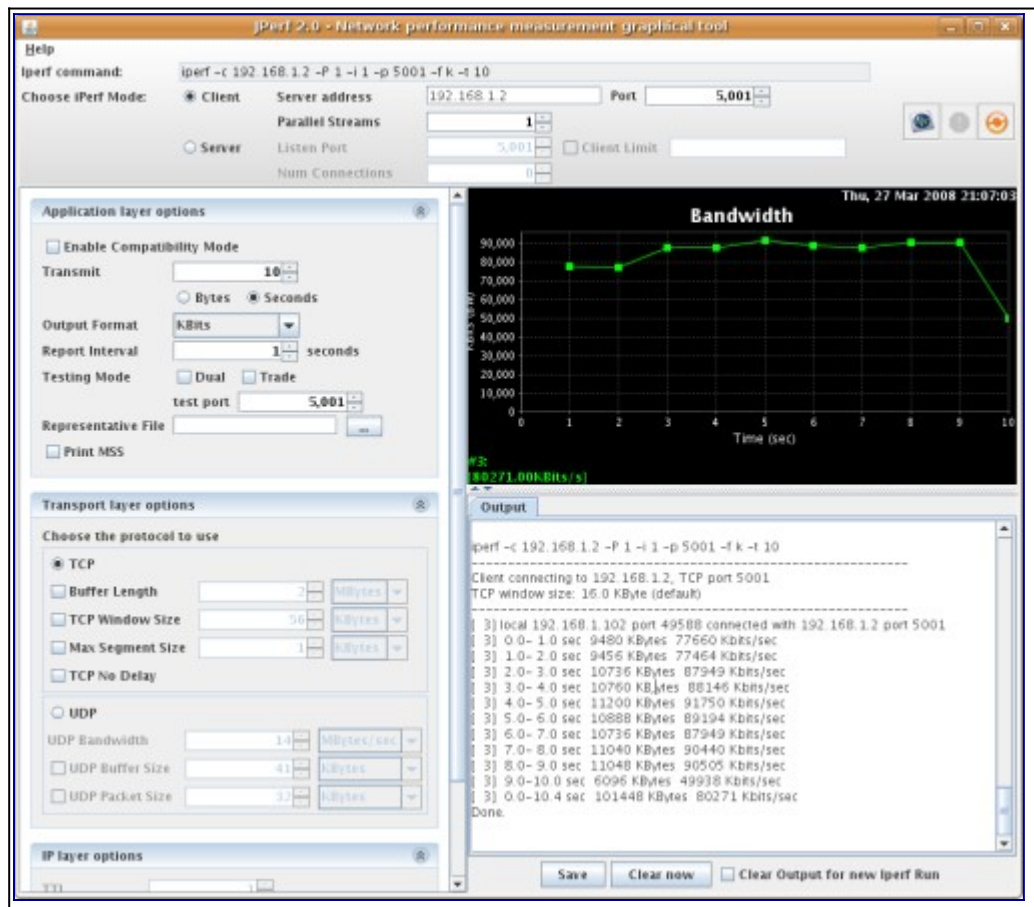 JPerf 2.0 - Network performance measurement graphical tool
Help
Iperf command: iperf -c 192.168.1.2 -P 1 -i 1 -p 5001 -f k -t 10
Choose iPerf Mode: Client Server address 192.168.1.2 Port 5,001
Parallel Streams 1
Server Listen Port 5,001 Client Limit
Num Connections 0
Application layer options
Enable Compatibility Mode
Transmit 10
Bytes Seconds
Output Format KBits
Report Interval 1 seconds
Testing Mode Dual Trade
test port 5,001
Representative File ...
Print MSS
Transport layer options
Choose the protocol to use
TCP
Buffer Length 2 MBytes
TCP Window Size 56 KBytes
Max Segment Size 1 KBytes
TCP No Delay
UDP
UDP Bandwidth 14 MBytes/sec
UDP Buffer Size 41 KBytes
UDP Packet Size 32 KBytes
IP layer options
TTL 1
Thu, 27 Mar 2008 21:07:03
Bandwidth
90,000
80,000
70,000
60,000
50,000
40,000
30,000
20,000
10,000
0
0 1 2 3 4 5 6 7 8 9 10
Time (sec)
#3:
[80271.00KBits/s]
Output
iperf -c 192.168.1.2 -P 1 -i 1 -p 5001 -f k -t 10
------------------------------------------------------------
Client connecting to 192.168.1.2, TCP port 5001
TCP window size: 16.0 KByte (default)
------------------------------------------------------------
[ 3] local 192.168.1.102 port 49588 connected with 192.168.1.2 port 5001
[ 3] 0.0- 1.0 sec 9480 KBytes 77660 Kbits/sec
[ 3] 1.0- 2.0 sec 9456 KBytes 77464 Kbits/sec
[ 3] 2.0- 3.0 sec 10736 KBytes 87949 Kbits/sec
[ 3] 3.0- 4.0 sec 10760 KBytes 88146 Kbits/sec
[ 3] 4.0- 5.0 sec 11200 KBytes 91750 Kbits/sec
[ 3] 5.0- 6.0 sec 10888 KBytes 89194 Kbits/sec
[ 3] 6.0- 7.0 sec 10736 KBytes 87949 Kbits/sec
[ 3] 7.0- 8.0 sec 11040 KBytes 90440 Kbits/sec
[ 3] 8.0- 9.0 sec 11048 KBytes 90505 Kbits/sec
[ 3] 9.0-10.0 sec 6096 KBytes 49938 Kbits/sec
[ 3] 0.0-10.4 sec 101448 KBytes 80271 Kbits/sec
Done.
Save Clear now Clear Output for new Iperf Run